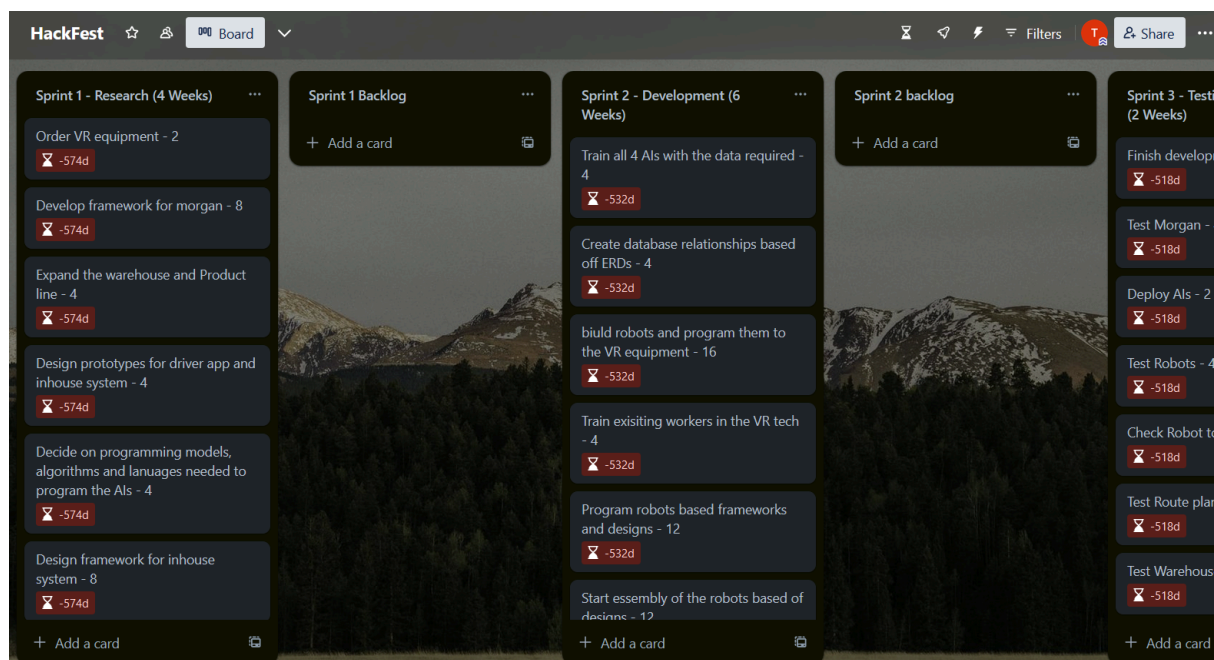 HackFest
Board
Filters
T
Share
Sprint 1 - Research (4 Weeks)
Order VR equipment - 2
-574d
Develop framework for morgan - 8
-574d
Expand the warehouse and Product
line - 4
-574d
Design prototypes for driver app and
inhouse system - 4
-574d
Decide on programming models,
algorithms and lanuages needed to
program the AIs - 4
-574d
Design framework for inhouse
system - 8
-574d
+ Add a card
Sprint 1 Backlog
+ Add a card
Sprint 2 - Development (6
Weeks)
Train all 4 AIs with the data required -
4
-532d
Create database relationships based
off ERDs - 4
-532d
biuld robots and program them to
the VR equipment - 16
-532d
Train exisiting workers in the VR tech
- 4
-532d
Program robots based frameworks
and designs - 12
-532d
Start essembly of the robots based of
designs - 12
+ Add a card
Sprint 2 backlog
+ Add a card
Sprint 3 - Testi
(2 Weeks)
Finish develop
-518d
Test Morgan -
-518d
Deploy AIs - 2
-518d
Test Robots - 4
-518d
Check Robot to
-518d
Test Route plan
-518d
Test Warehous
-518d
+ Add a card